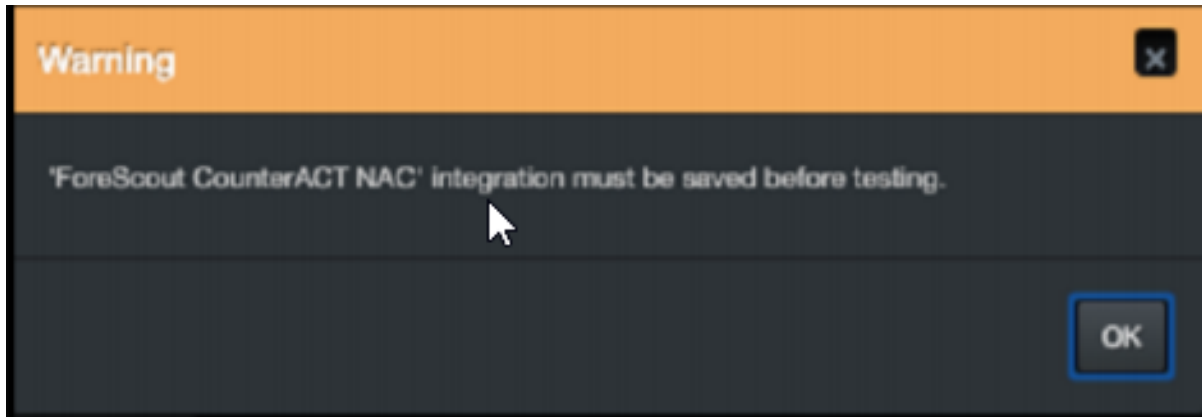 Warning
'ForeScout CounterACT NAC' integration must be saved before testing.
OK